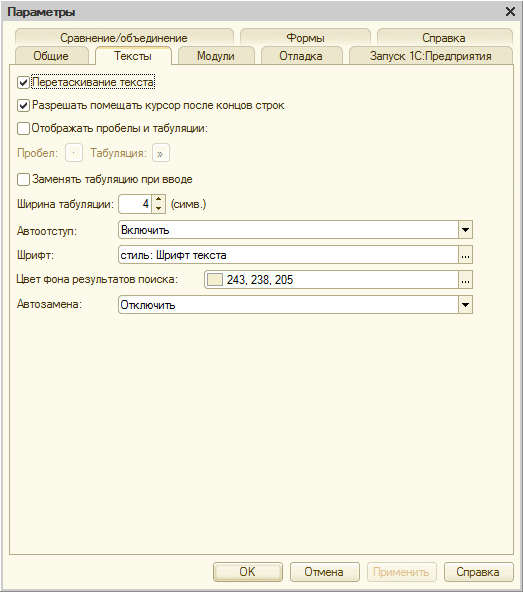 Параметры
Сравнение/объединение Формы Справка
Общие Тексты Модули Отладка Запуск 1С:Предприятия
Перетаскивание текста
Разрешать помещать курсор после концов строк
Отображать пробелы и табуляции:
Пробел: · Табуляция: »
Заменять табуляцию при вводе
Ширина табуляции: 4 (симв.)
Автоотступ: Включить
Шрифт: стиль: Шрифт текста ...
Цвет фона результатов поиска: 243, 238, 205 ...
Автозамена: Отключить
OK Отмена Применить Справка